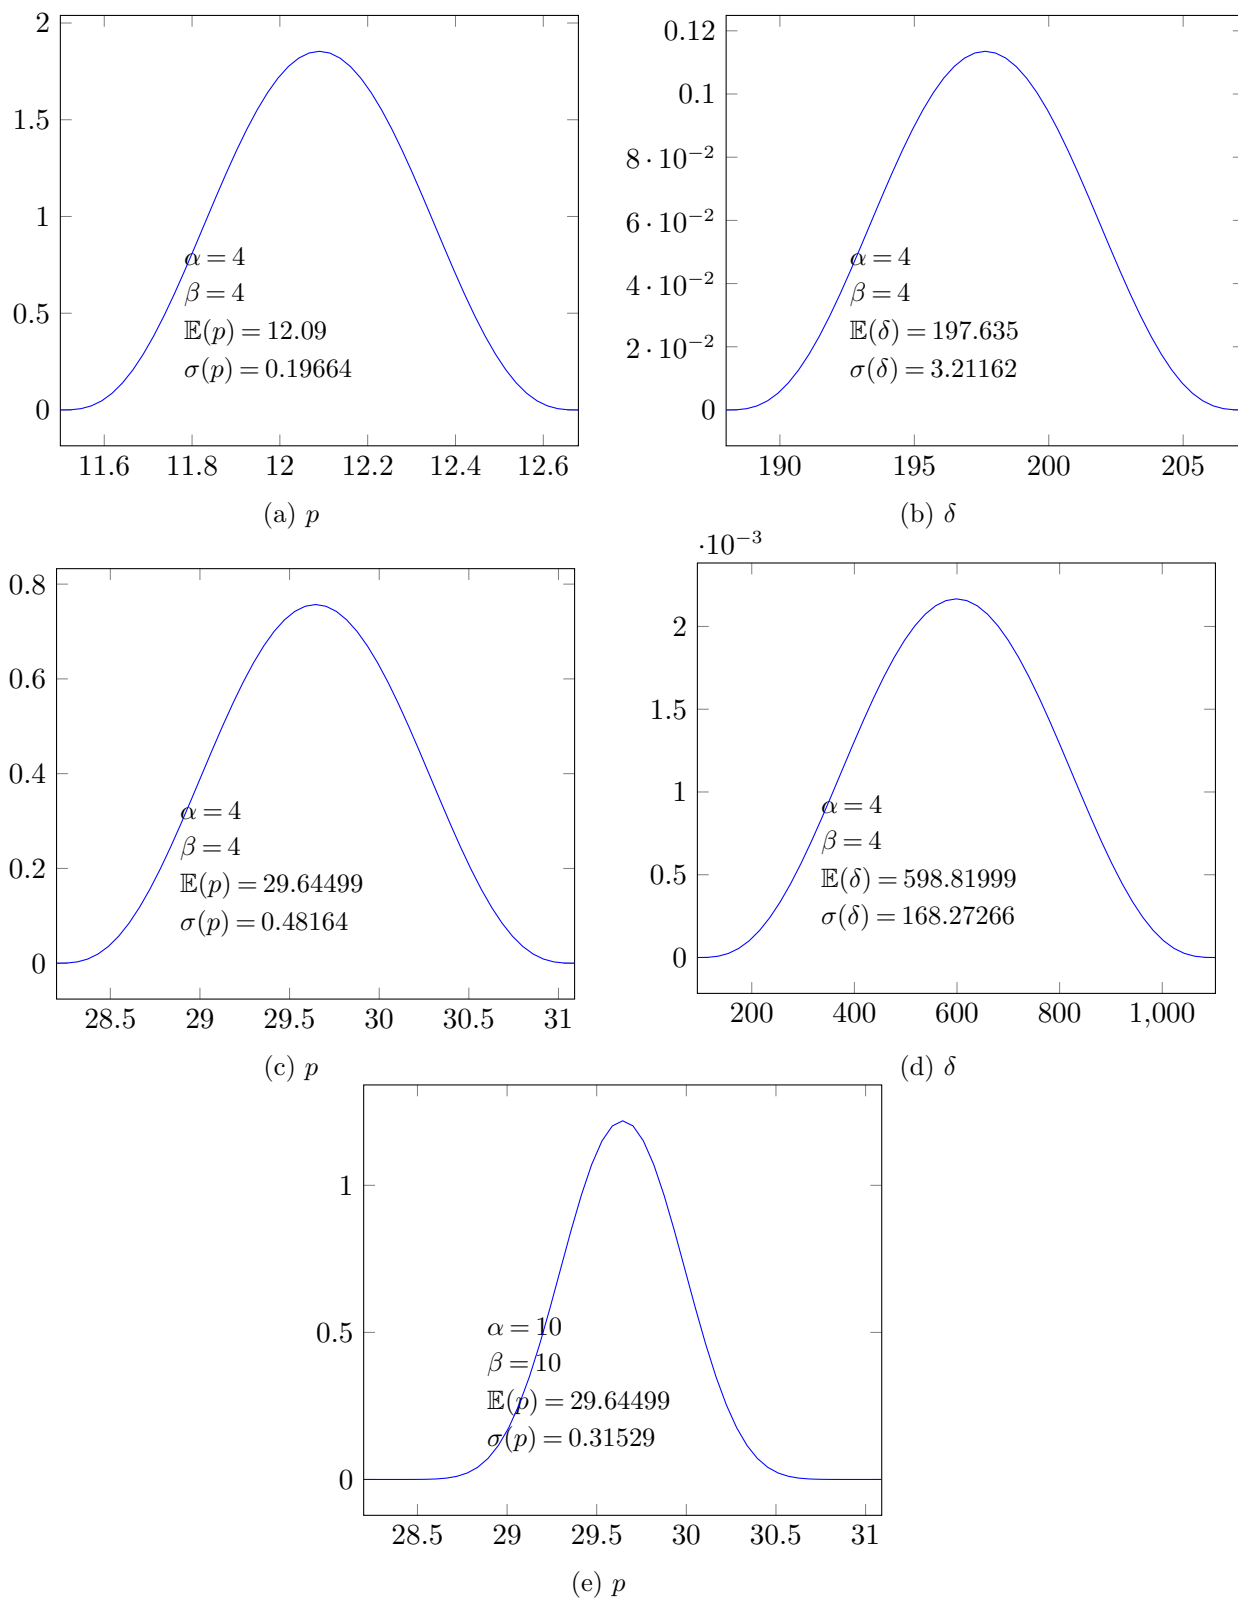 2
1.5
1
0.5
0
α = 4
β = 4
𝔼(p) = 12.09
σ(p) = 0.19664
11.6 11.8 12 12.2 12.4 12.6
(a) p
0.12
0.1
8 · 10⁻²
6 · 10⁻²
4 · 10⁻²
2 · 10⁻²
0
α = 4
β = 4
𝔼(δ) = 197.635
σ(δ) = 3.21162
190 195 200 205
(b) δ
0.8
0.6
0.4
0.2
0
α = 4
β = 4
𝔼(p) = 29.64499
σ(p) = 0.48164
28.5 29 29.5 30 30.5 31
(c) p
·10⁻³
2
1.5
1
0.5
0
α = 4
β = 4
𝔼(δ) = 598.81999
σ(δ) = 168.27266
200 400 600 800 1,000
(d) δ
1
0.5
0
α = 10
β = 10
𝔼(p) = 29.64499
σ(p) = 0.31529
28.5 29 29.5 30 30.5 31
(e) p